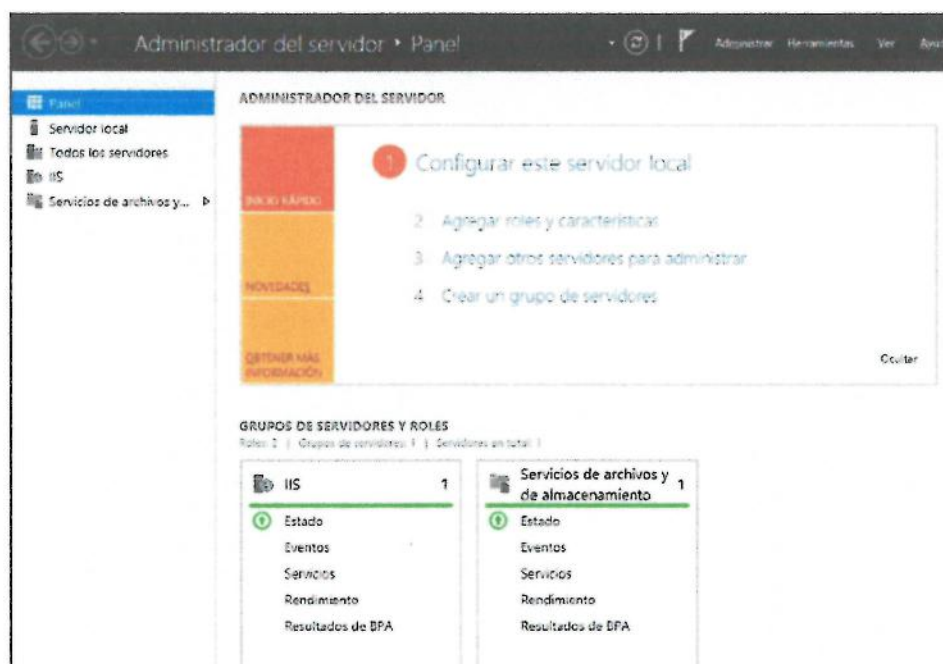 Administrador del servidor ‣ Panel
Administrar Herramientas Ver
Panel
Servidor local
Todos los servidores
IIS
Servicios de archivos y...
ADMINISTRADOR DEL SERVIDOR
INICIO RÁPIDO
NOVEDADES
OBTENER MÁS
INFORMACIÓN
1 Configurar este servidor local
2 Agregar roles y características
3 Agregar otros servidores para administrar
4 Crear un grupo de servidores
Ocultar
GRUPOS DE SERVIDORES Y ROLES
Roles: 2 | Grupos de servidores: 1 | Servidores en total: 1
IIS 1
Estado
Eventos
Servicios
Rendimiento
Resultados de BPA
Servicios de archivos y
de almacenamiento 1
Estado
Eventos
Servicios
Rendimiento
Resultados de BPA